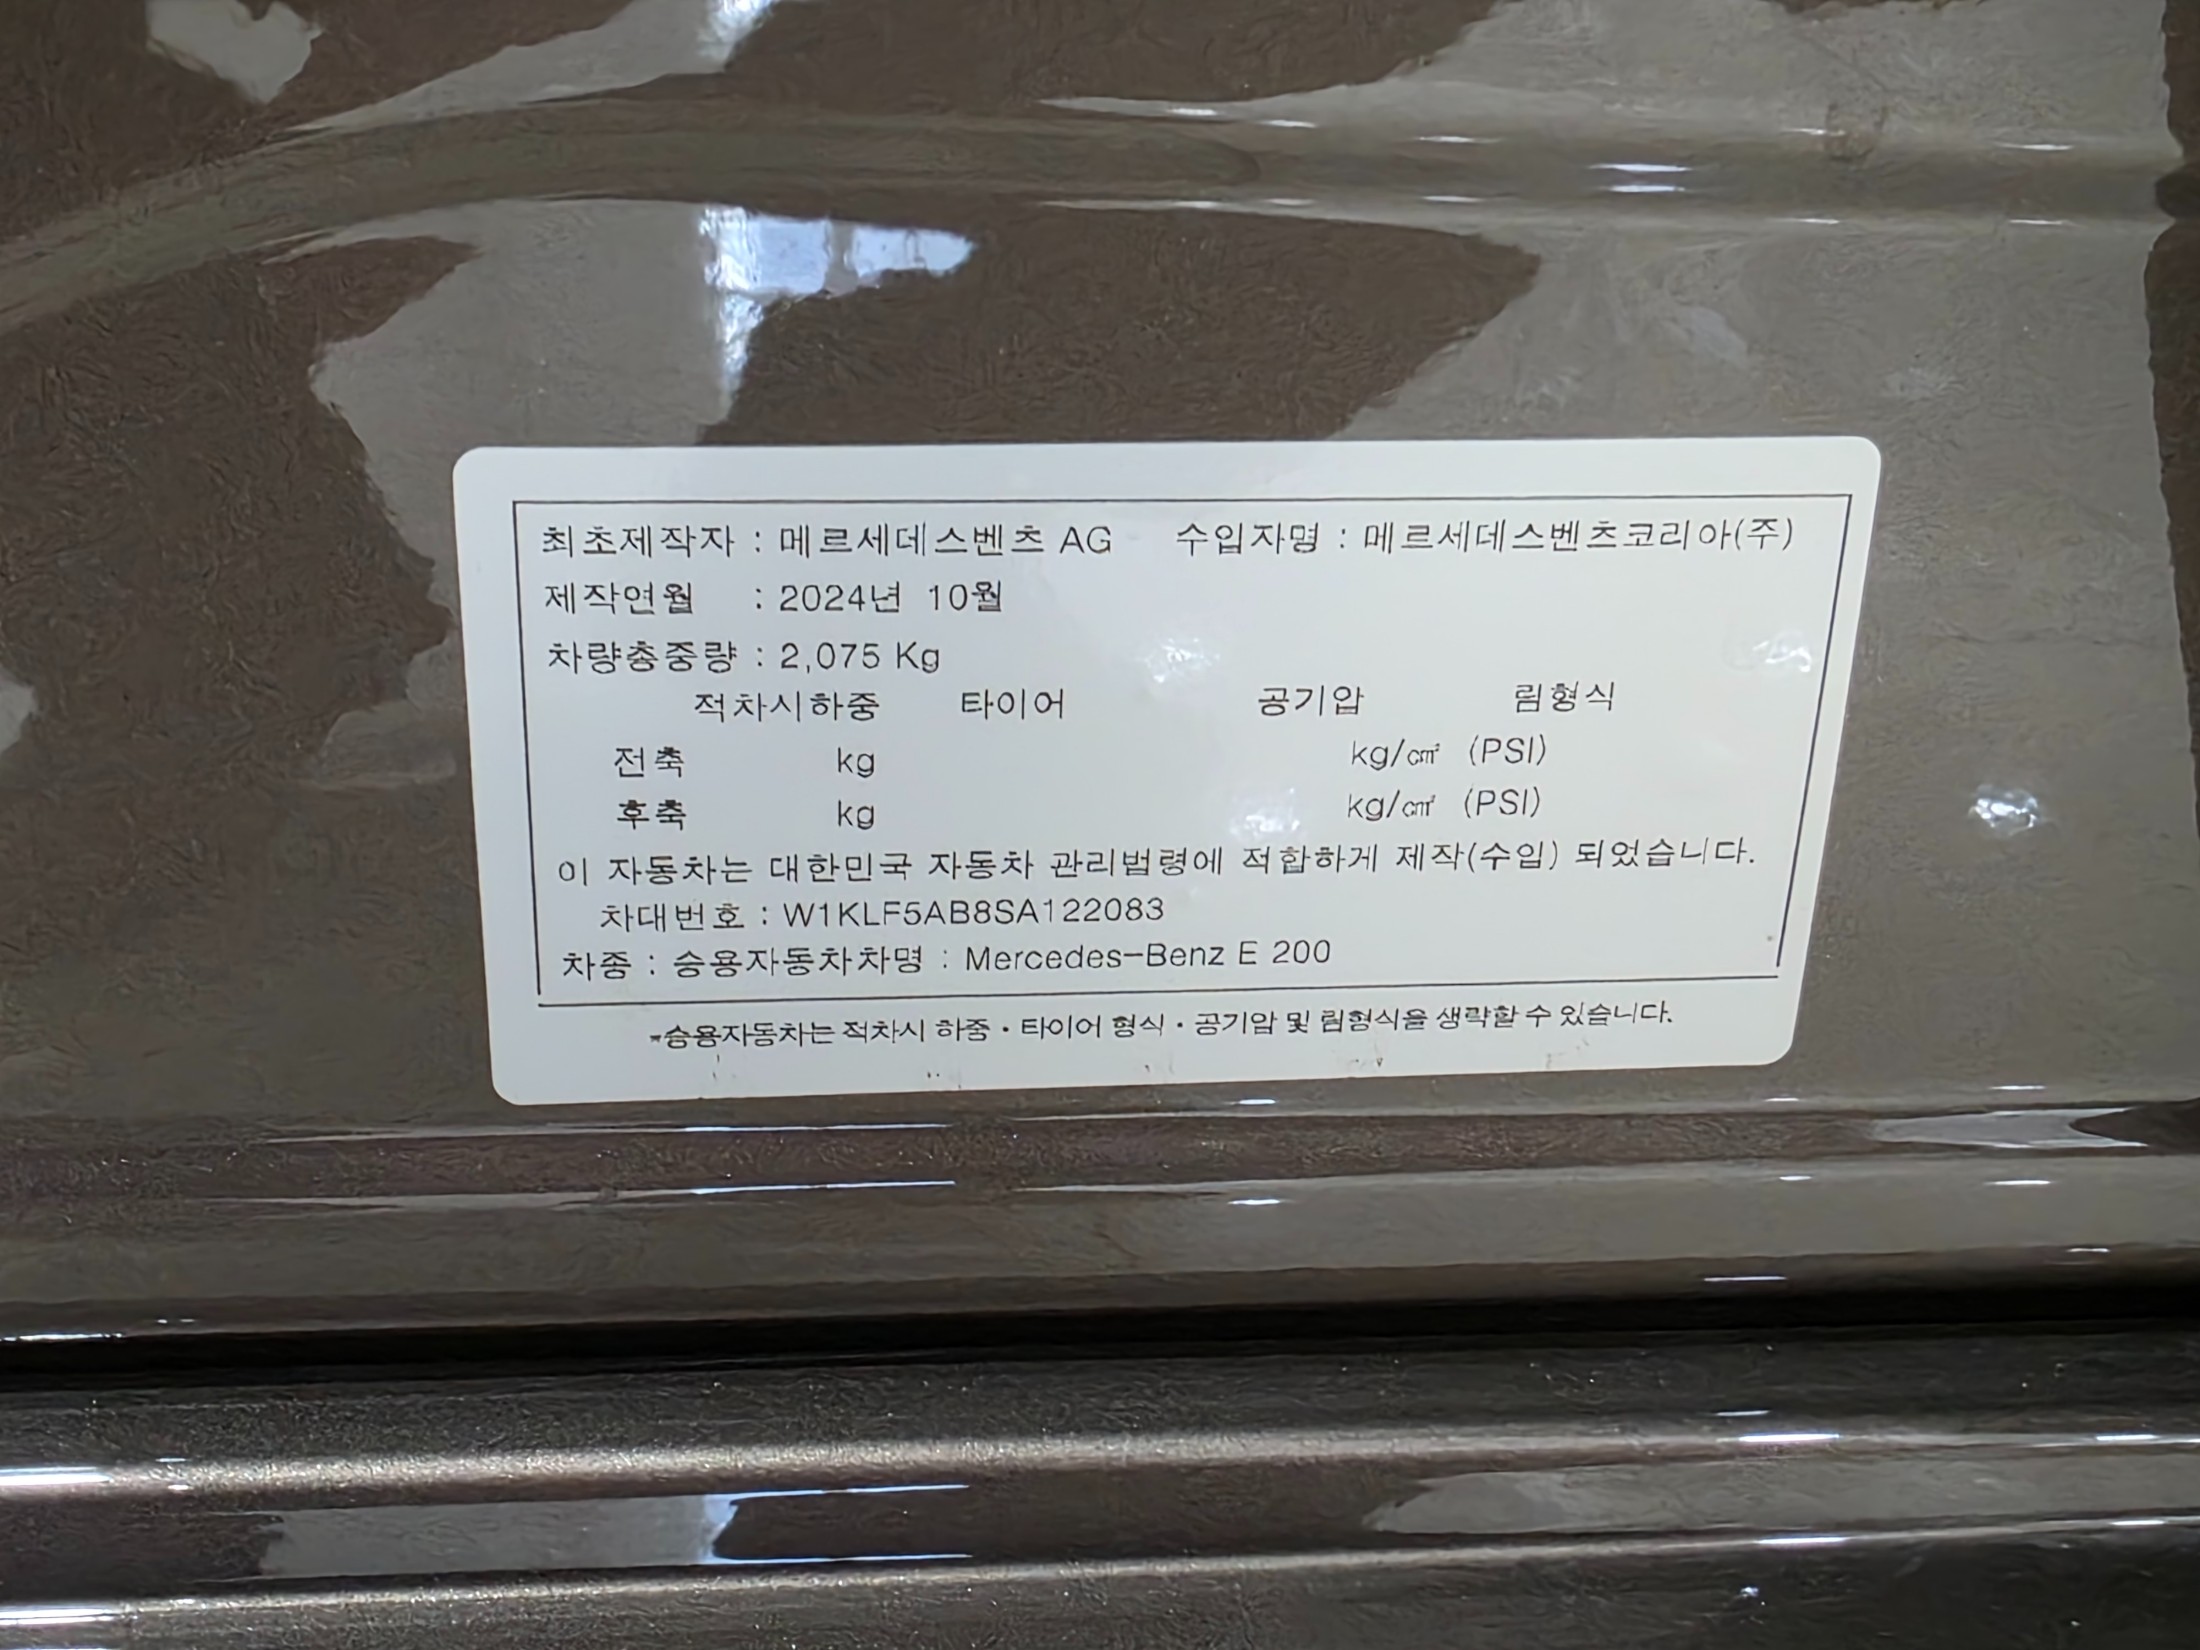 최초제작자 : 메르세데스벤츠 AG 수입자명 : 메르세데스벤츠코리아(주)
제작연월 : 2024년 10월
차량총중량 : 2,075 Kg
적차시하중 타이어 공기압 림형식
전축 kg kg/㎠ (PSI)
후축 kg kg/㎠ (PSI)
이 자동차는 대한민국 자동차 관리법령에 적합하게 제작(수입) 되었습니다.
차대번호 : W1KLF5AB8SA122083
차종 : 승용자동차차명 : Mercedes-Benz E 200
*승용자동차는 적차시 하중・타이어 형식・공기압 및 림형식을 생략할 수 있습니다.